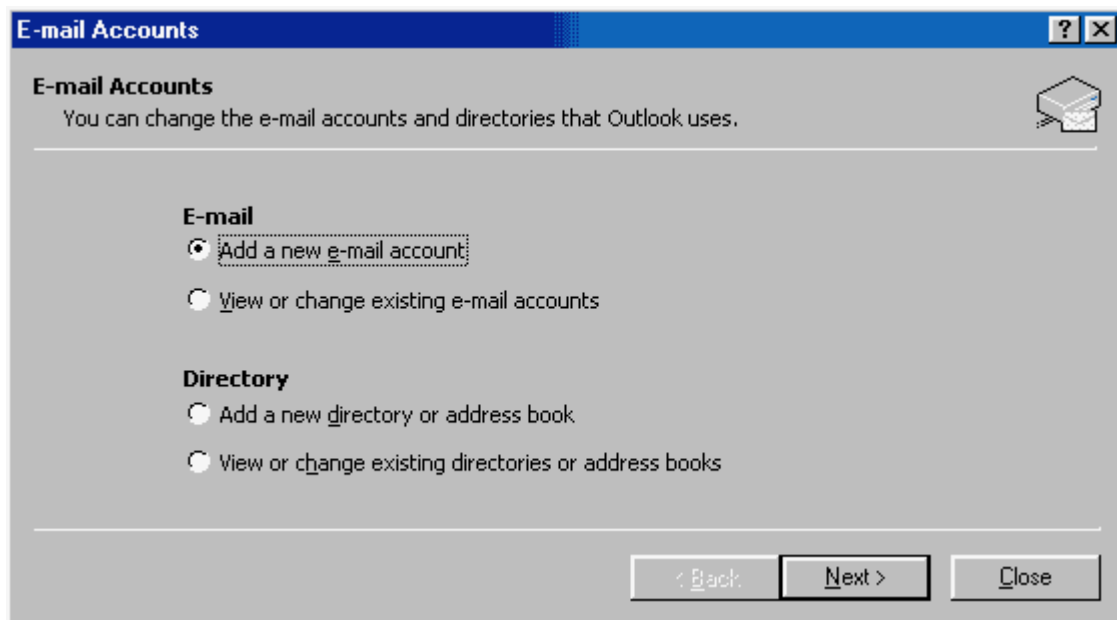 E-mail Accounts
E-mail Accounts
You can change the e-mail accounts and directories that Outlook uses.
E-mail
Add a new e-mail account
View or change existing e-mail accounts
Directory
Add a new directory or address book
View or change existing directories or address books
< Back Next > Close